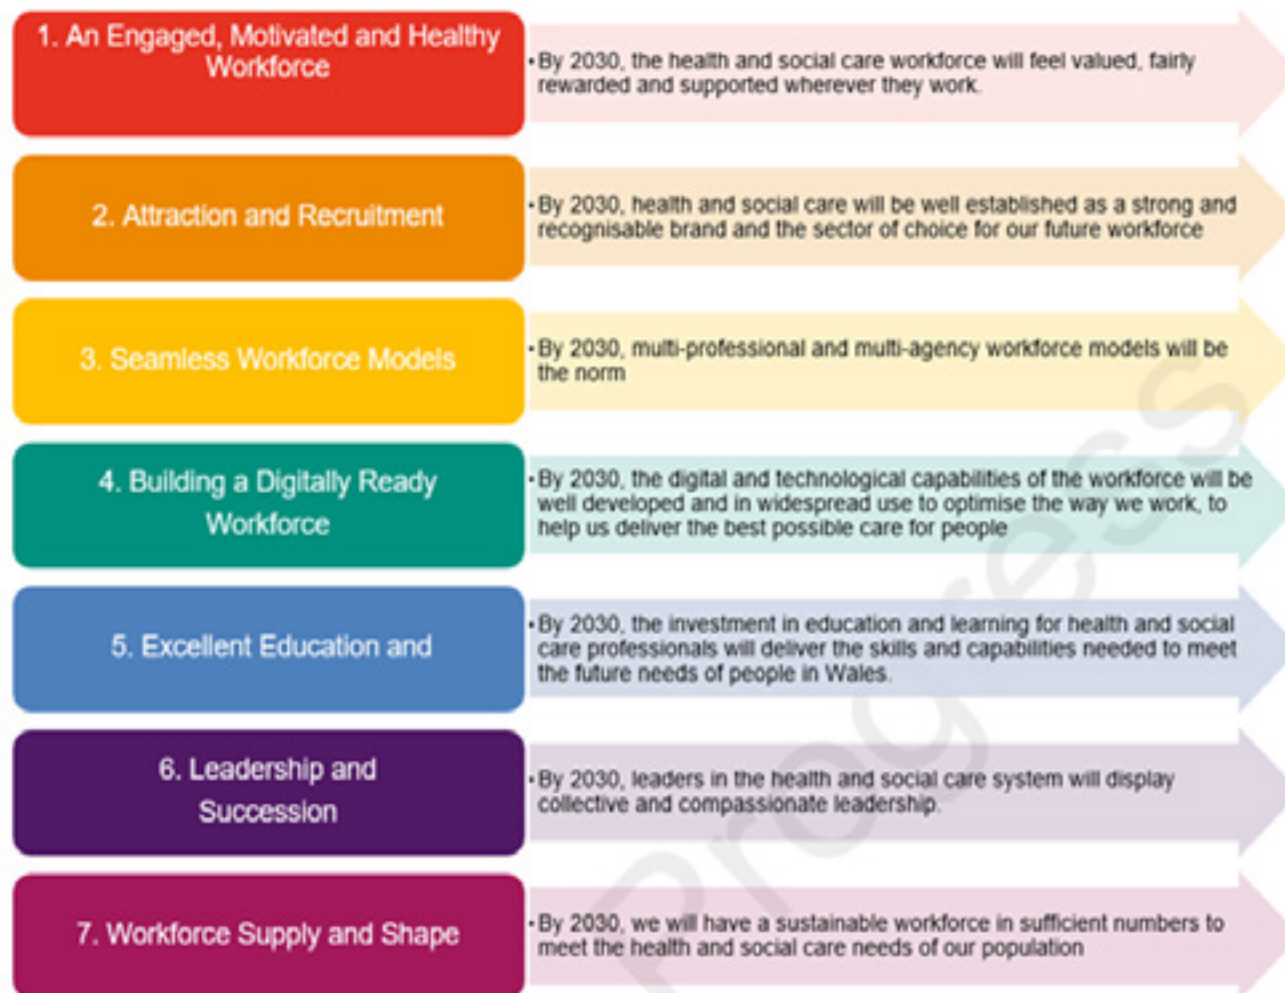 1. An Engaged, Motivated and Healthy
Workforce
•By 2030, the health and social care workforce will feel valued, fairly
rewarded and supported wherever they work.
2. Attraction and Recruitment
•By 2030, health and social care will be well established as a strong and
recognisable brand and the sector of choice for our future workforce
3. Seamless Workforce Models
•By 2030, multi-professional and multi-agency workforce models will be
the norm
4. Building a Digitally Ready
Workforce
•By 2030, the digital and technological capabilities of the workforce will be
well developed and in widespread use to optimise the way we work, to
help us deliver the best possible care for people
5. Excellent Education and
•By 2030, the investment in education and learning for health and social
care professionals will deliver the skills and capabilities needed to meet
the future needs of people in Wales.
6. Leadership and
Succession
•By 2030, leaders in the health and social care system will display
collective and compassionate leadership.
7. Workforce Supply and Shape
•By 2030, we will have a sustainable workforce in sufficient numbers to
meet the health and social care needs of our population
Progress